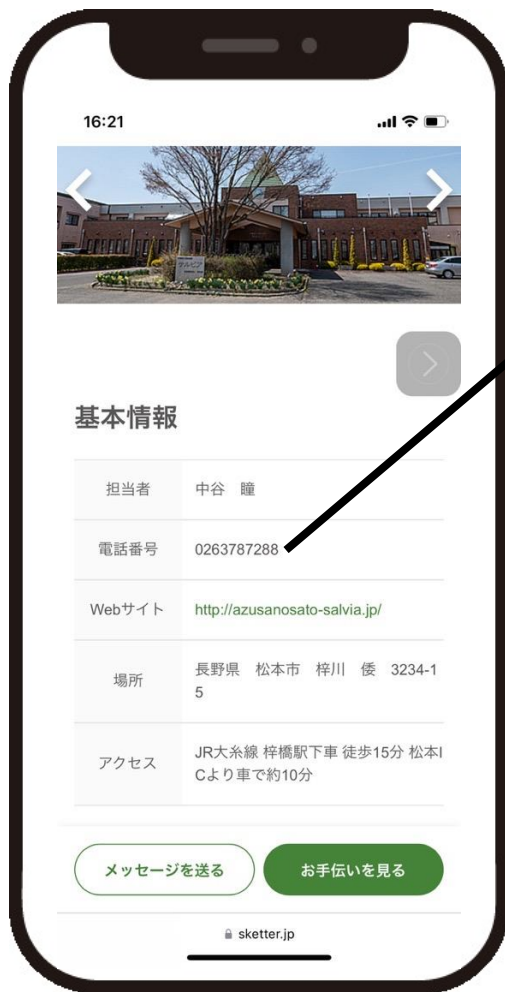 16:21
サルビア
基本情報
担当者 中谷 瞳
電話番号 0263787288
Webサイト http://azusanosato-salvia.jp/
場所 長野県 松本市 梓川 倭 3234-1
5
アクセス JR大糸線 梓橋駅下車 徒歩15分 松本I
Cより車で約10分
メッセージを送る お手伝いを見る
sketter.jp